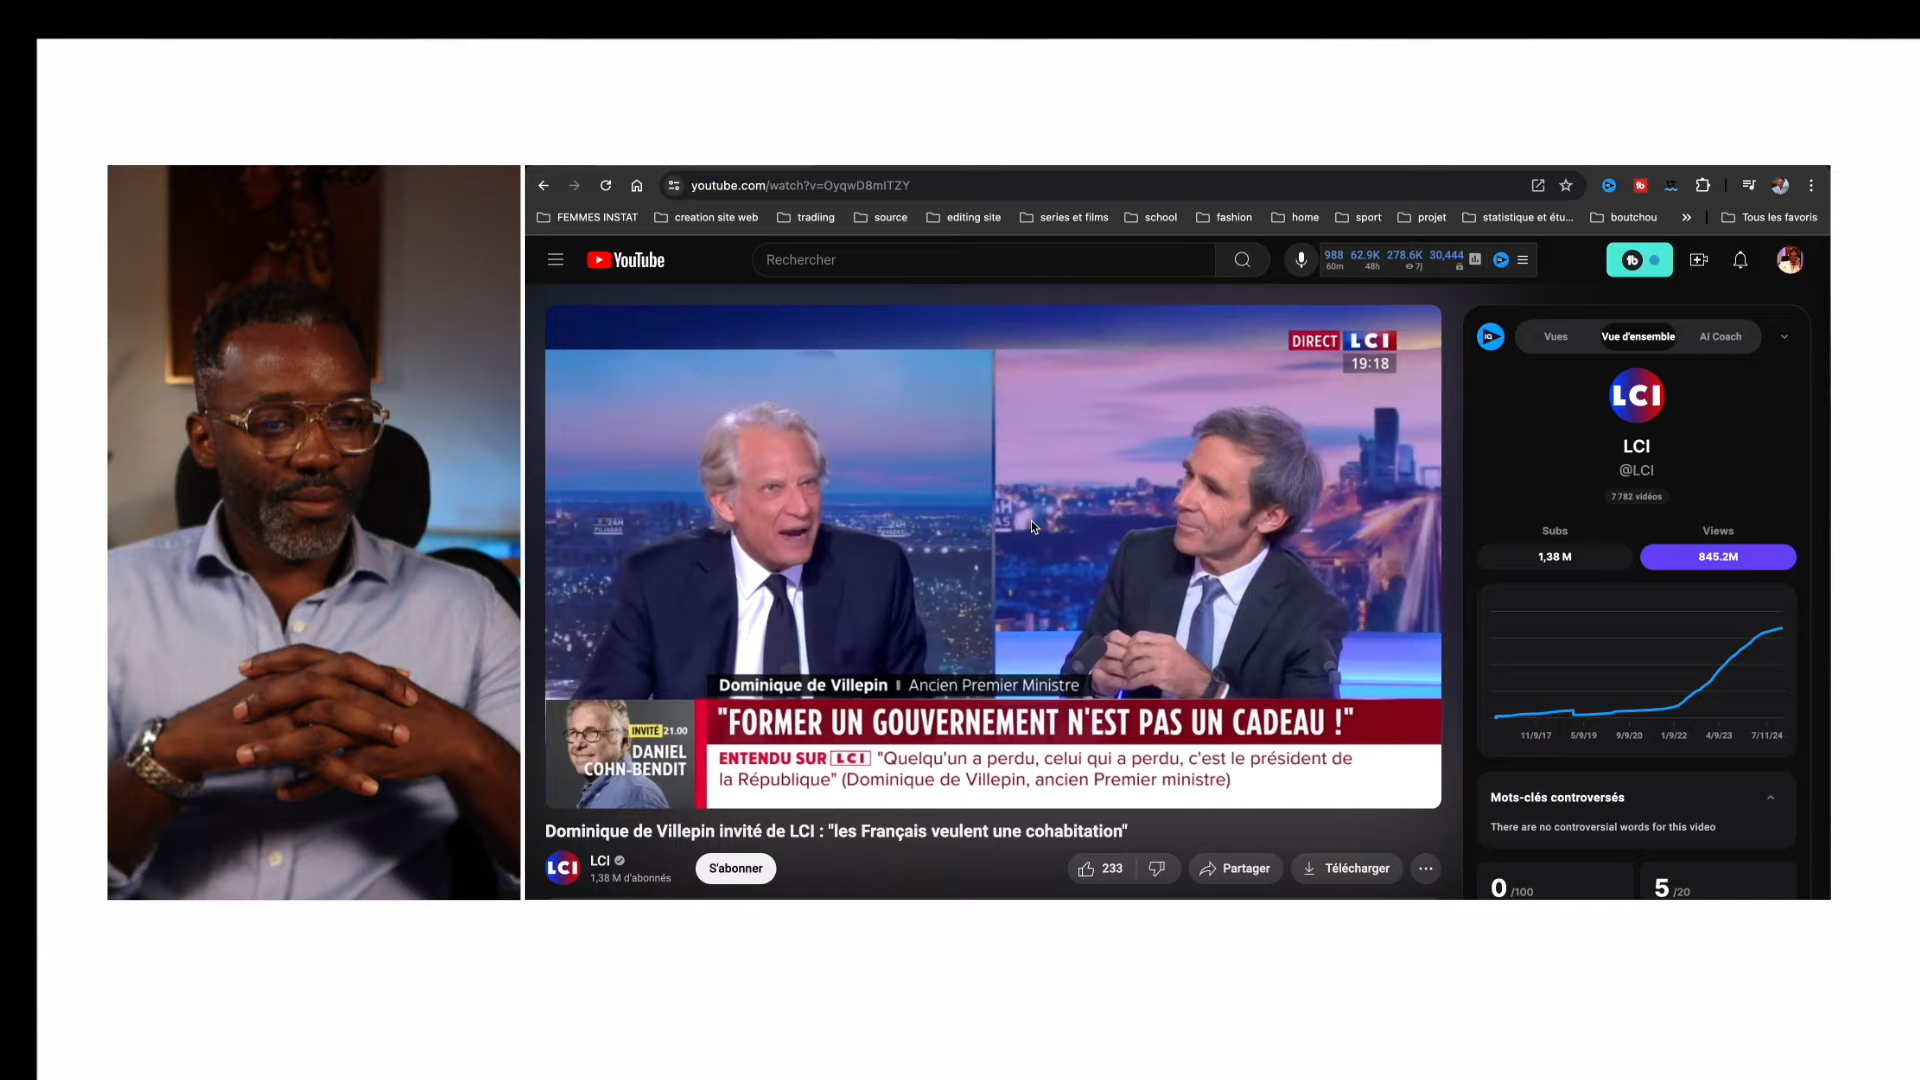 youtube.com/watch?v=OyqwD8mITZY
FEMMES INSTAT
creation site web
tradiing
source
editing site
series et films
school
fashion
home
sport
projet
statistique et étu...
boutchou
»
Tous les favoris
YouTube
Rechercher
988 62.9K 278.6K 30,444
60m 48h 7j
DIRECT LCI
19:18
24H
PUJADAS
Dominique de Villepin Ancien Premier Ministre
"FORMER UN GOUVERNEMENT N'EST PAS UN CADEAU !"
INVITÉ 21.00
DANIEL
COHN-BENDIT
ENTENDU SUR LCI "Quelqu'un a perdu, celui qui a perdu, c'est le président de
la République" (Dominique de Villepin, ancien Premier ministre)
Dominique de Villepin invité de LCI : "les Français veulent une cohabitation"
LCI
LCI
1,38 M d'abonnés
S'abonner
233
Partager
Télécharger
Vues
Vue d'ensemble
AI Coach
LCI
LCI
@LCI
7 782 vidéos
Subs
Views
1,38 M
845.2M
11/9/17 5/9/19 9/9/20 1/9/22 4/9/23 7/11/24
Mots-clés controversés
There are no controversial words for this video
0 /100
5 /20